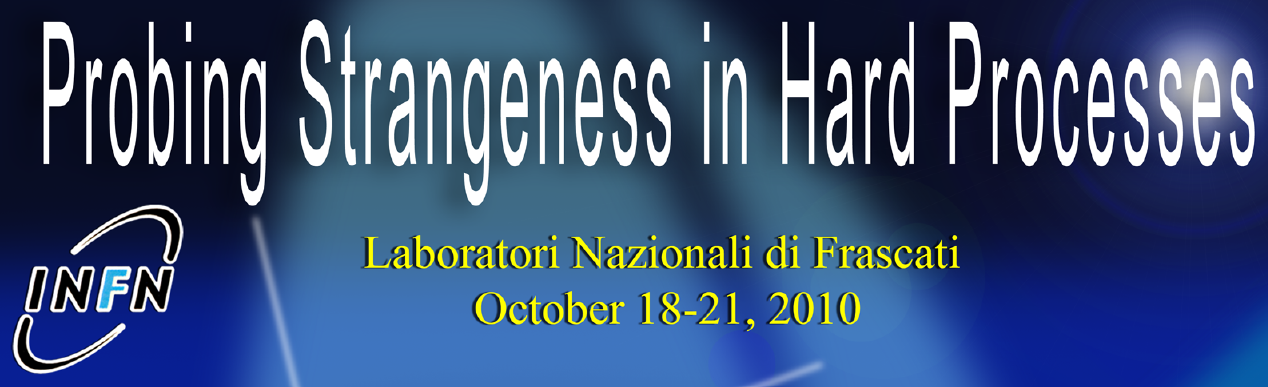 Probing Strangeness in Hard Processes
Laboratori Nazionali di Frascati
October 18-21, 2010
INFN